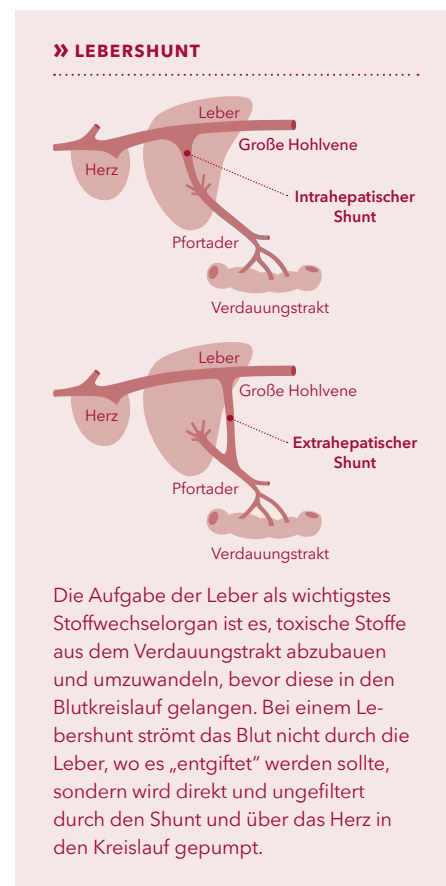 » LEBERSHUNT
Leber
Große Hohlvene
Herz
Intrahepatischer
Shunt
Pfortader
Verdauungstrakt
Leber
Große Hohlvene
Herz
Extrahepatischer
Shunt
Pfortader
Verdauungstrakt
Die Aufgabe der Leber als wichtigstes
Stoffwechselorgan ist es, toxische Stoffe
aus dem Verdauungstrakt abzubauen
und umzuwandeln, bevor diese in den
Blutkreislauf gelangen. Bei einem Le-
bershunt strömt das Blut nicht durch die
Leber, wo es „entgiftet“ werden sollte,
sondern wird direkt und ungefiltert
durch den Shunt und über das Herz in
den Kreislauf gepumpt.